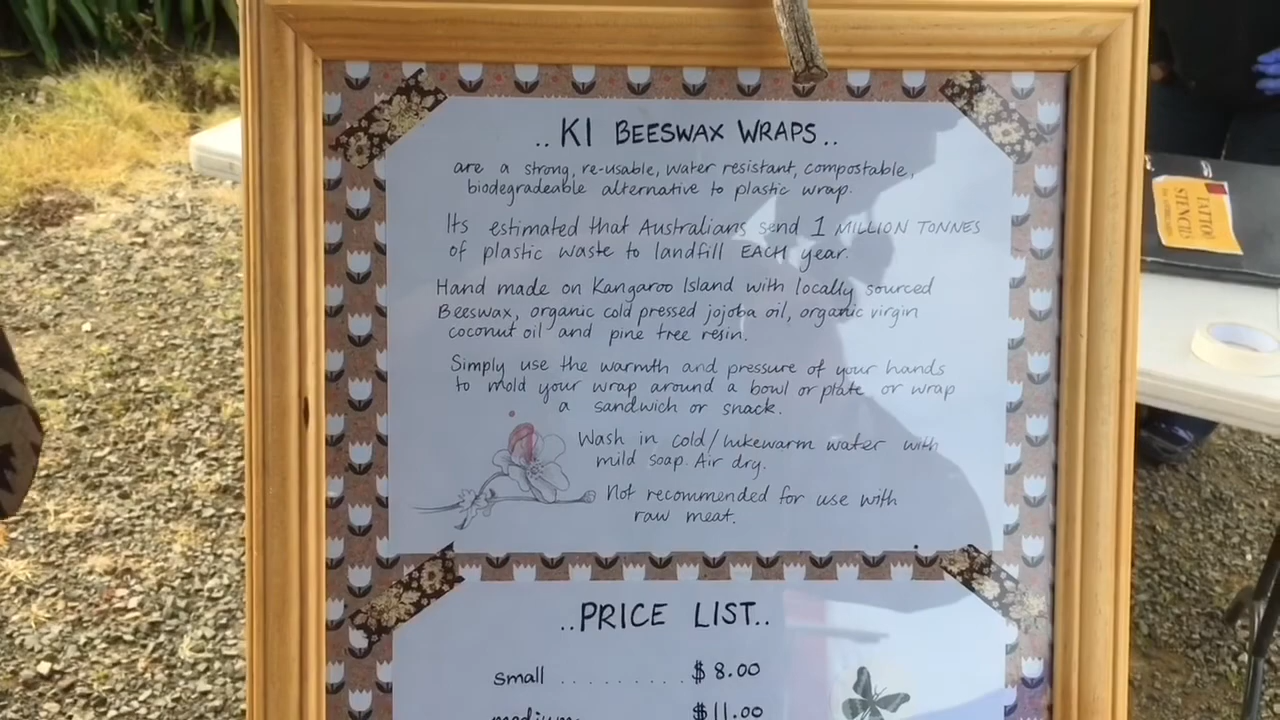 .. KI BEESWAX WRAPS ..
are a strong, re-usable, water resistant, compostable,
biodegradeable alternative to plastic wrap.
Its estimated that Australians send 1 MILLION TONNES
of plastic waste to landfill EACH year.
Hand made on Kangaroo Island with locally sourced
Beeswax, organic cold pressed jojoba oil, organic virgin
coconut oil and pine tree resin.
Simply use the warmth and pressure of your hands
to mold your wrap around a bowl or plate or wrap
a sandwich or snack.
Wash in cold/lukewarm water with
mild soap. Air dry.
Not recommended for use with
raw meat.
..PRICE LIST..
small ......... $8.00
medium $11.00
TATTOO
STENCILS